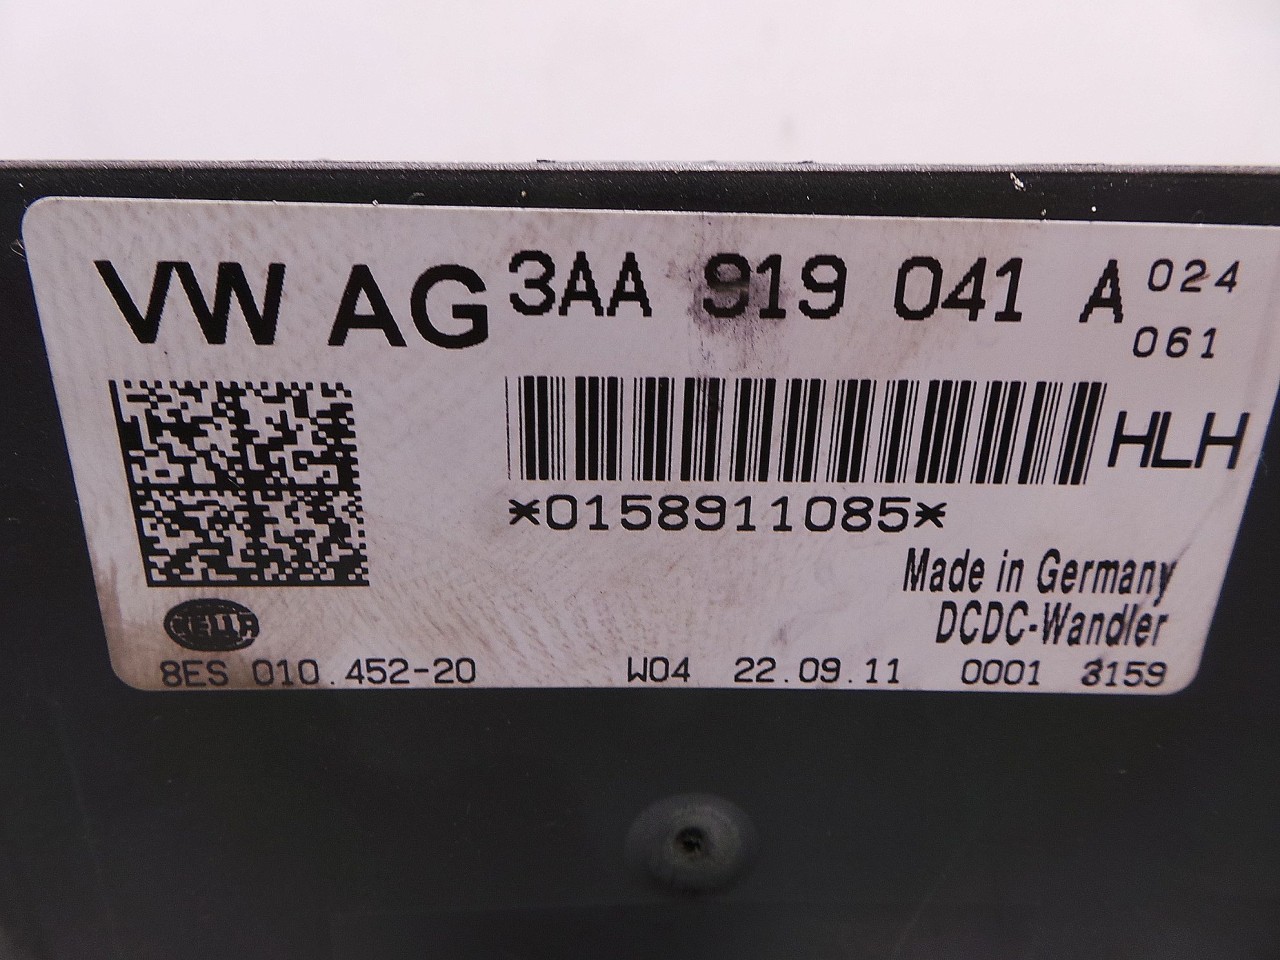 VW AG 3AA 919 041 A 024
061
HLH
*0158911085*
Made in Germany
DCDC-Wandler
HELLA
8ES 010.452-20 W04 22.09.11 0001 3159